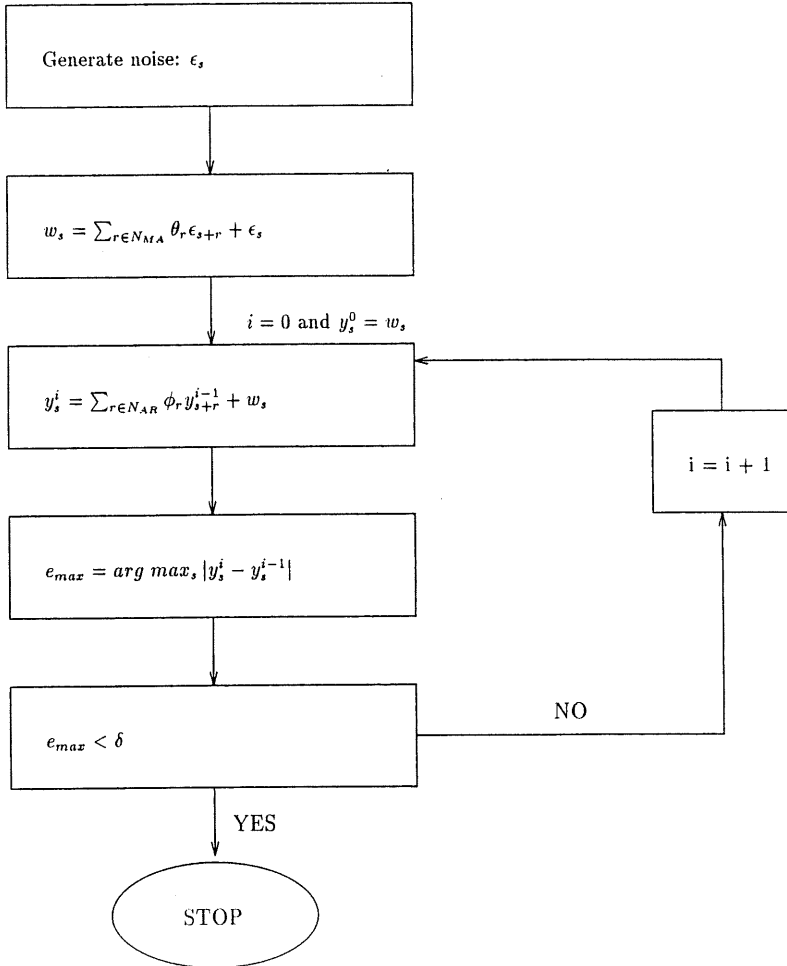 Generate noise: ϵ_s
w_s = ∑_{r∈N_{MA}} θ_r ϵ_{s+r} + ϵ_s
i = 0 and y_s^0 = w_s
y_s^i = ∑_{r∈N_{AR}} ϕ_r y_{s+r}^{i-1} + w_s
i = i + 1
e_{max} = arg max_s |y_s^i − y_s^{i-1}|
e_{max} < δ
NO
YES
STOP